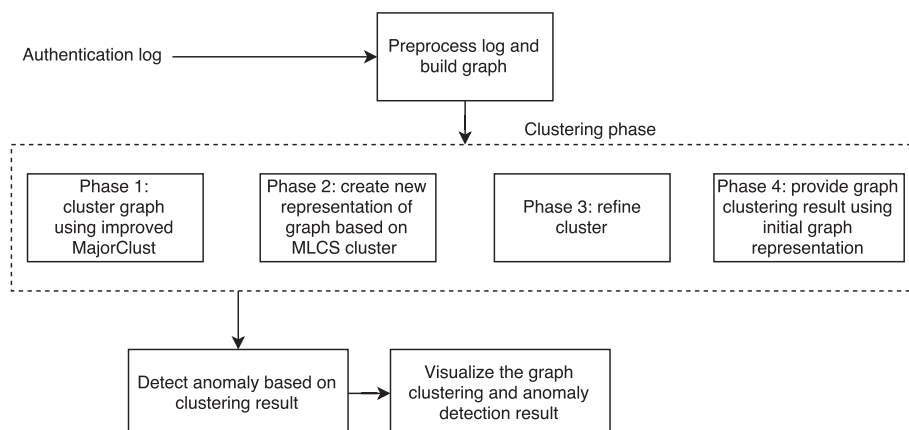 Authentication log
Preprocess log and
build graph
Clustering phase
Phase 1:
cluster graph
using improved
MajorClust
Phase 2: create new
representation of
graph based on
MLCS cluster
Phase 3: refine
cluster
Phase 4: provide graph
clustering result using
initial graph
representation
Detect anomaly based on
clustering result
Visualize the graph
clustering and anomaly
detection result